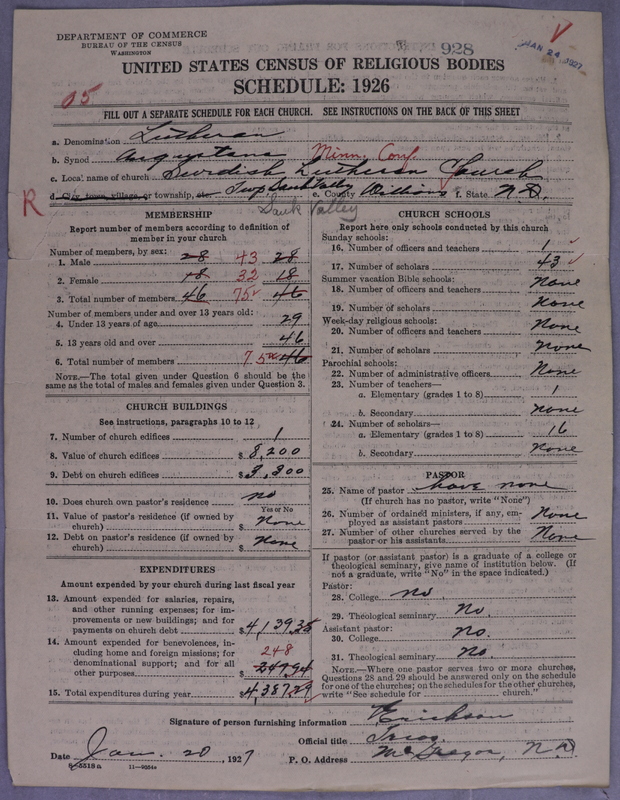 DEPARTMENT OF COMMERCE
BUREAU OF THE CENSUS
WASHINGTON
928
JAN 24 1927
UNITED STATES CENSUS OF RELIGIOUS BODIES
SCHEDULE: 1926
FILL OUT A SEPARATE SCHEDULE FOR EACH CHURCH. SEE INSTRUCTIONS ON THE BACK OF THIS SHEET
a. Denomination Lutheran
b. Synod Augustana Minn. Conf.
c. Local name of church Swedish Lutheran Church
R
d. City, town, village, or township, etc. Twp Sauk Valley e. County Williams f. State N.D.
Sauk Valley
MEMBERSHIP
Report number of members according to definition of
member in your church
Number of members, by sex:
1. Male 28 43 28
2. Female 18 32 18
3. Total number of members 46 75 46
Number of members under and over 13 years old:
4. Under 13 years of age 29
5. 13 years old and over 46
6. Total number of members 75 46
NOTE.—The total given under Question 6 should be the
same as the total of males and females given under Question 3.
CHURCH BUILDINGS
See instructions, paragraphs 10 to 12
7. Number of church edifices 1
8. Value of church edifices $ 8,200
9. Debt on church edifices $ 3,300
10. Does church own pastor's residence no
Yes or No
11. Value of pastor's residence (if owned by
church) $ None
12. Debt on pastor's residence (if owned by
church) $ None
EXPENDITURES
Amount expended by your church during last fiscal year
13. Amount expended for salaries, repairs,
and other running expenses; for im-
provements or new buildings; and for
payments on church debt $ 4,139.35
14. Amount expended for benevolences, in-
cluding home and foreign missions; for 248
denominational support; and for all
other purposes $ 247.94
15. Total expenditures during year $ 4,387.29
CHURCH SCHOOLS
Report here only schools conducted by this church
Sunday schools:
16. Number of officers and teachers 1
17. Number of scholars 43
Summer vacation Bible schools:
18. Number of officers and teachers None
19. Number of scholars None
Week-day religious schools:
20. Number of officers and teachers None
21. Number of scholars None
Parochial schools:
22. Number of administrative officers None
23. Number of teachers—
a. Elementary (grades 1 to 8) 1
b. Secondary none
24. Number of scholars—
a. Elementary (grades 1 to 8) 16
b. Secondary None
PASTOR
25. Name of pastor have none
(If church has no pastor, write "None")
26. Number of ordained ministers, if any, em-
ployed as assistant pastors None
27. Number of other churches served by the
pastor or his assistants None
If pastor (or assistant pastor) is a graduate of a college or
theological seminary, give name of institution below. (If
not a graduate, write "No" in the space indicated.)
Pastor:
28. College no
29. Theological seminary No
Assistant pastor:
30. College No.
31. Theological seminary No
NOTE.—Where one pastor serves two or more churches,
Questions 28 and 29 should be answered only on the schedule
for one of the churches; on the schedules for the other churches,
write "See schedule for church."
Signature of person furnishing information Erickson
Official title Treas.
Date Jan. 20, 1927 P. O. Address McGregor, N.D.
11—9034